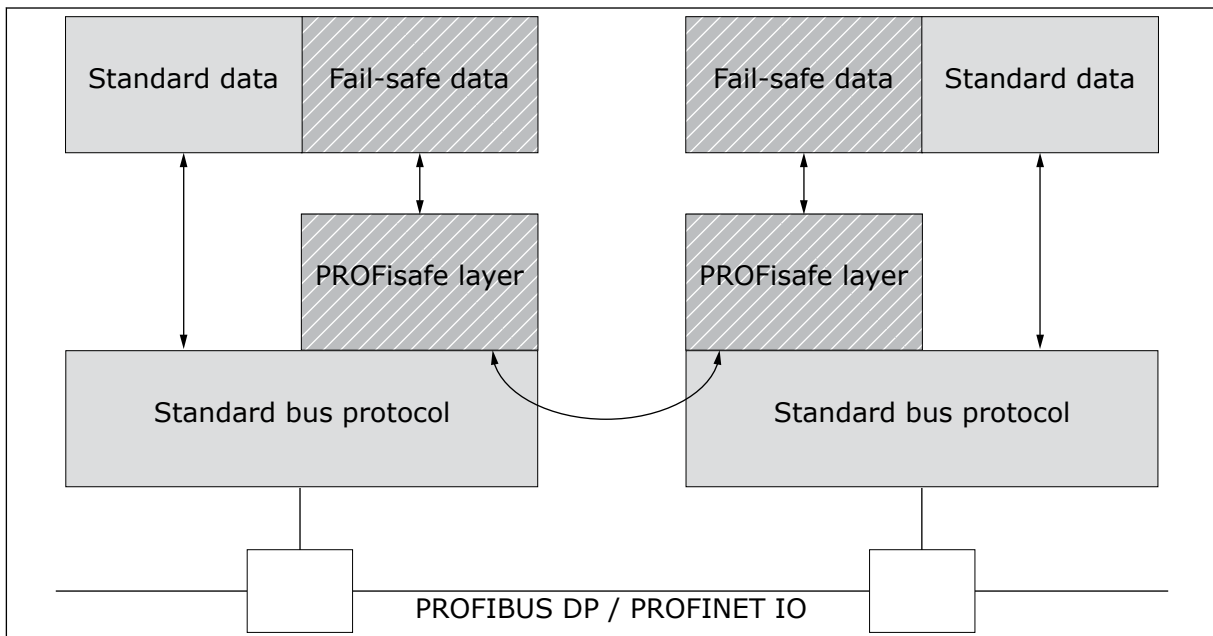 Standard data
Fail-safe data
Fail-safe data
Standard data
PROFisafe layer
PROFisafe layer
Standard bus protocol
Standard bus protocol
PROFIBUS DP / PROFINET IO